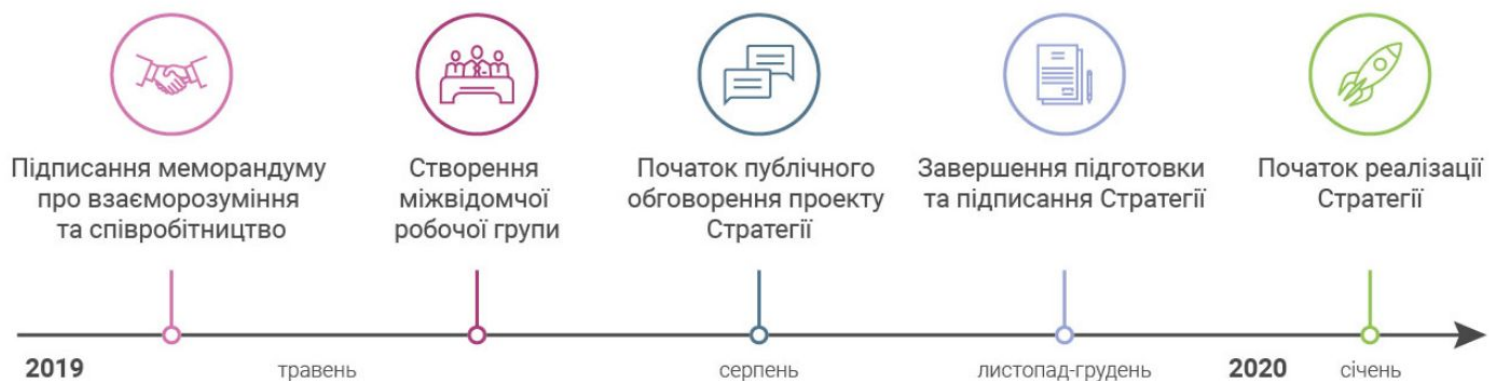 Підписання меморандуму
про взаєморозуміння
та співробітництво
Створення
міжвідомчої
робочої групи
Початок публічного
обговорення проекту
Стратегії
Завершення підготовки
та підписання Стратегії
Початок реалізації
Стратегії
2019 травень серпень листопад-грудень 2020 січень